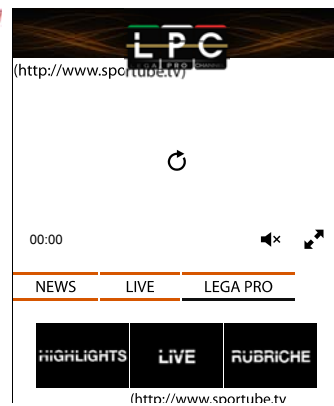 LPC
LEGA PRO CHANNEL
(http://www.sportube.tv)
00:00
NEWS LIVE LEGA PRO
HIGHLIGHTS LIVE RUBRICHE
(http://www.sportube.tv